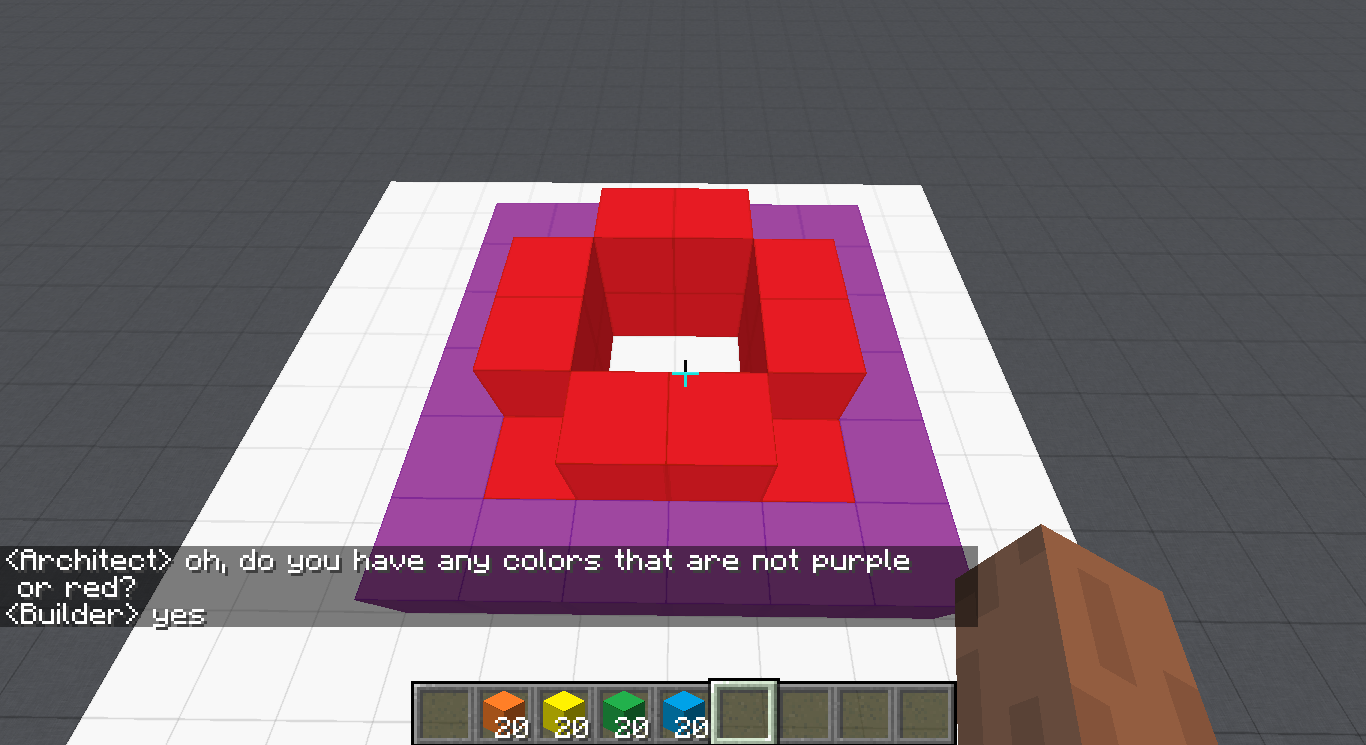 <Architect> oh, do you have any colors that are not purple
or red?
<Builder> yes
20 20 20 20